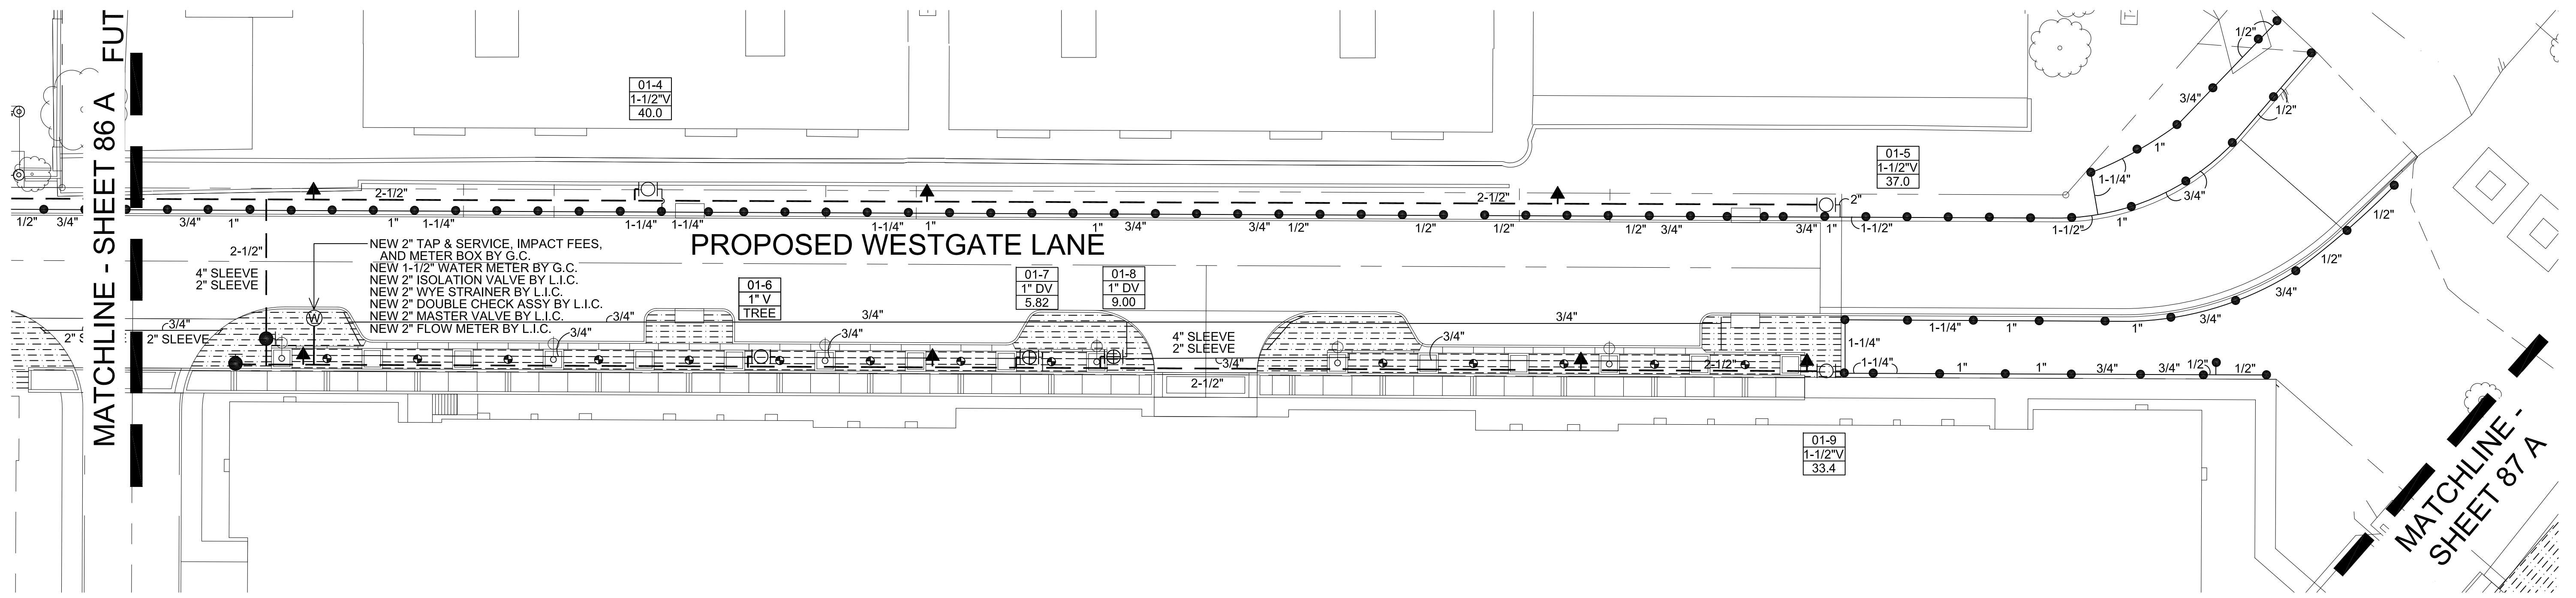 FUT
MATCHLINE - SHEET 86 A
01-4
1-1/2"V
40.0
01-5
1-1/2"V
37.0
1/2"
3/4"
1/2"
1"
1-1/4"
3/4"
2-1/2"
2-1/2"
2"
1/2"
3/4"
3/4"
1"
1"
1-1/4"
1-1/4"
1-1/4"
1-1/4"
1"
1"
3/4"
3/4"
1/2"
1/2"
1/2"
1/2"
3/4"
3/4"
1"
1-1/2"
1-1/2"
1"
1/2"
PROPOSED WESTGATE LANE
2-1/2"
4" SLEEVE
2" SLEEVE
NEW 2" TAP & SERVICE, IMPACT FEES,
AND METER BOX BY G.C.
NEW 1-1/2" WATER METER BY G.C.
NEW 2" ISOLATION VALVE BY L.I.C.
NEW 2" WYE STRAINER BY L.I.C.
NEW 2" DOUBLE CHECK ASSY BY L.I.C.
NEW 2" MASTER VALVE BY L.I.C.
NEW 2" FLOW METER BY L.I.C.
W
01-6
1" V
TREE
01-7
1" DV
5.82
01-8
1" DV
9.00
1/2"
3/4"
3/4"
3/4"
3/4"
3/4"
3/4"
1-1/4"
1"
1"
3/4"
2" S
2" SLEEVE
3/4"
3/4"
4" SLEEVE
2" SLEEVE
3/4"
3/4"
1-1/4"
2-1/2"
1-1/4"
1"
1"
3/4"
3/4"
1/2"
1/2"
2-1/2"
01-9
1-1/2"V
33.4
MATCHLINE -
SHEET 87 A